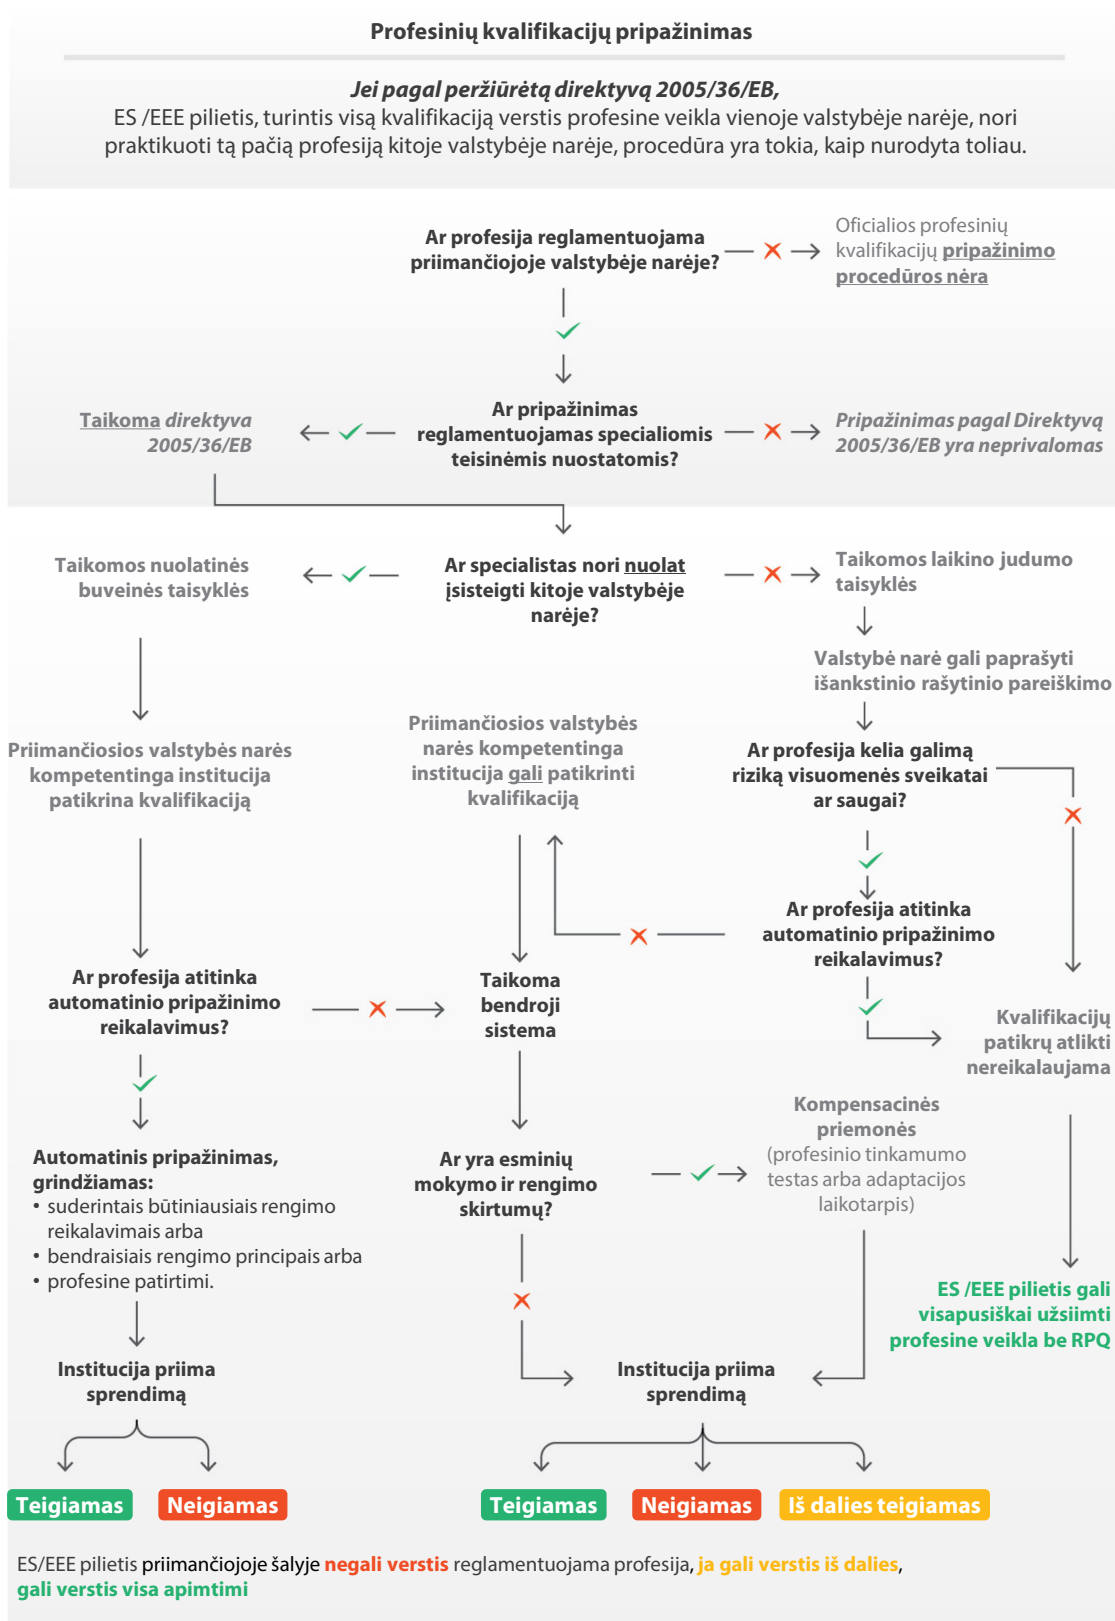 Profesinių kvalifikacijų pripažinimas
Jei pagal peržiūrėtą direktyvą 2005/36/EB,
ES /EEE pilietis, turintis visą kvalifikaciją verstis profesine veikla vienoje valstybėje narėje, nori
praktikuoti tą pačią profesiją kitoje valstybėje narėje, procedūra yra tokia, kaip nurodyta toliau.
Ar profesija reglamentuojama
priimančiojoje valstybėje narėje?
Oficialios profesinių
kvalifikacijų pripažinimo
procedūros nėra
Taikoma direktyva
2005/36/EB
Ar pripažinimas
reglamentuojamas specialiomis
teisinėmis nuostatomis?
Pripažinimas pagal Direktyvą
2005/36/EB yra neprivalomas
Taikomos nuolatinės
buveinės taisyklės
Ar specialistas nori nuolat
įsisteigti kitoje valstybėje
narėje?
Taikomos laikino judumo
taisyklės
Valstybė narė gali paprašyti
išankstinio rašytinio pareiškimo
Priimančiosios valstybės narės
kompetentinga institucija
patikrina kvalifikaciją
Priimančiosios valstybės
narės kompetentinga
institucija gali patikrinti
kvalifikaciją
Ar profesija kelia galimą
riziką visuomenės sveikatai
ar saugai?
Ar profesija atitinka
automatinio pripažinimo
reikalavimus?
Ar profesija atitinka
automatinio pripažinimo
reikalavimus?
Taikoma
bendroji
sistema
Kvalifikacijų
patikrų atlikti
nereikalaujama
Kompensacinės
priemonės
(profesinio tinkamumo
testas arba adaptacijos
laikotarpis)
Automatinis pripažinimas,
grindžiamas:
• suderintais būtiniausiais rengimo
reikalavimais arba
• bendraisiais rengimo principais arba
• profesine patirtimi.
Ar yra esminių
mokymo ir rengimo
skirtumų?
ES /EEE pilietis gali
visapusiškai užsiimti
profesine veikla be RPQ
Institucija priima
sprendimą
Institucija priima
sprendimą
Teigiamas
Neigiamas
Teigiamas
Neigiamas
Iš dalies teigiamas
ES/EEE pilietis priimančiojoje šalyje negali verstis reglamentuojama profesija, ja gali verstis iš dalies,
gali verstis visa apimtimi